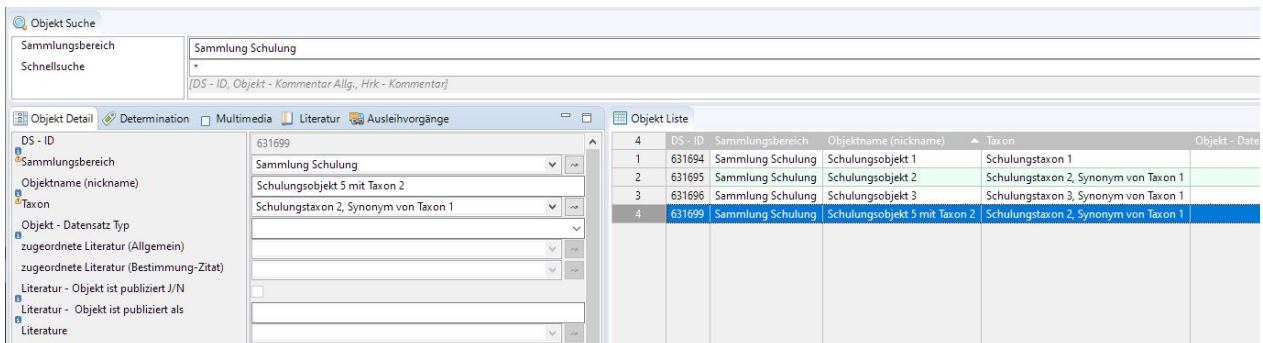 Objekt Suche
Sammlungsbereich Sammlung Schulung
Schnellsuche *
[DS - ID, Objekt - Kommentar Allg., Hrk - Kommentar]
Objekt Detail Determination Multimedia Literatur Ausleihvorgänge
DS - ID 631699
Sammlungsbereich Sammlung Schulung
Objektname (nickname) Schulungsobjekt 5 mit Taxon 2
Taxon Schulungstaxon 2, Synonym von Taxon 1
Objekt - Datensatz Typ
zugeordnete Literatur (Allgemein)
zugeordnete Literatur (Bestimmung-Zitat)
Literatur - Objekt ist publiziert J/N
Literatur - Objekt ist publiziert als
Literature
Objekt Liste
4 DS - ID Sammlungsbereich Objektname (nickname) Taxon Objekt - Date
1 631694 Sammlung Schulung Schulungsobjekt 1 Schulungstaxon 1
2 631695 Sammlung Schulung Schulungsobjekt 2 Schulungstaxon 2, Synonym von Taxon 1
3 631696 Sammlung Schulung Schulungsobjekt 3 Schulungstaxon 3, Synonym von Taxon 1
4 631699 Sammlung Schulung Schulungsobjekt 5 mit Taxon 2 Schulungstaxon 2, Synonym von Taxon 1